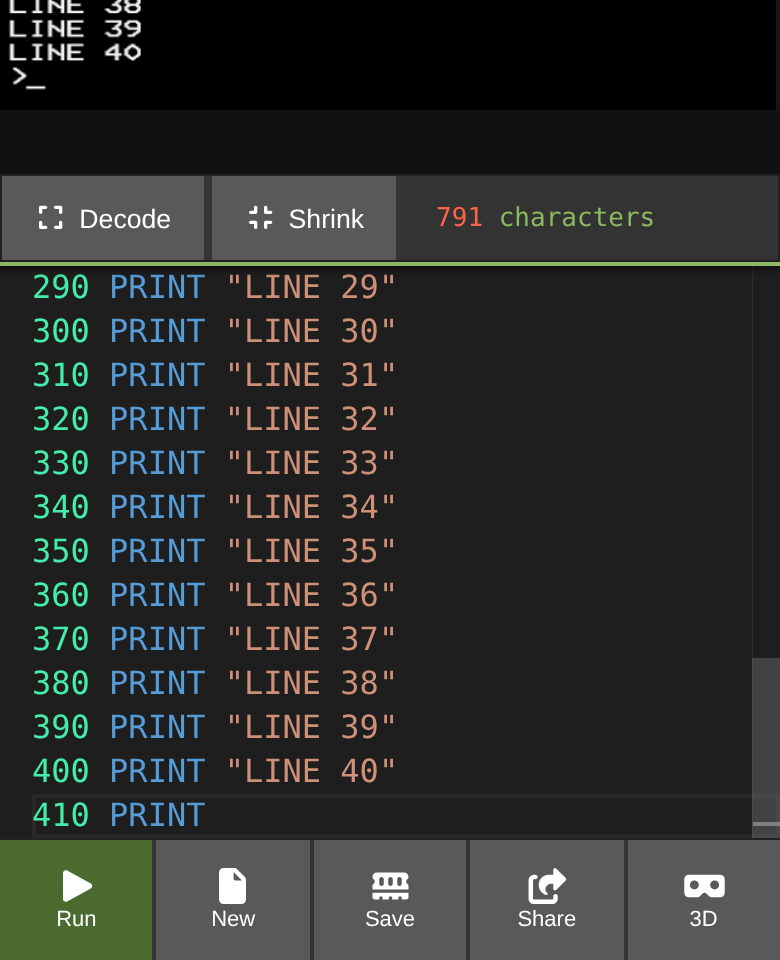 LINE 38
LINE 39
LINE 40
>_
Decode Shrink 791 characters
290 PRINT "LINE 29"
300 PRINT "LINE 30"
310 PRINT "LINE 31"
320 PRINT "LINE 32"
330 PRINT "LINE 33"
340 PRINT "LINE 34"
350 PRINT "LINE 35"
360 PRINT "LINE 36"
370 PRINT "LINE 37"
380 PRINT "LINE 38"
390 PRINT "LINE 39"
400 PRINT "LINE 40"
410 PRINT
Run New Save Share 3D